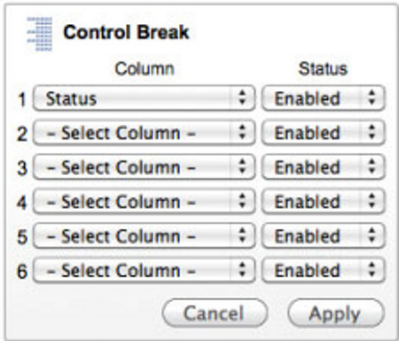 Control Break
Column Status
1 Status Enabled
2 – Select Column – Enabled
3 – Select Column – Enabled
4 – Select Column – Enabled
5 – Select Column – Enabled
6 – Select Column – Enabled
Cancel Apply